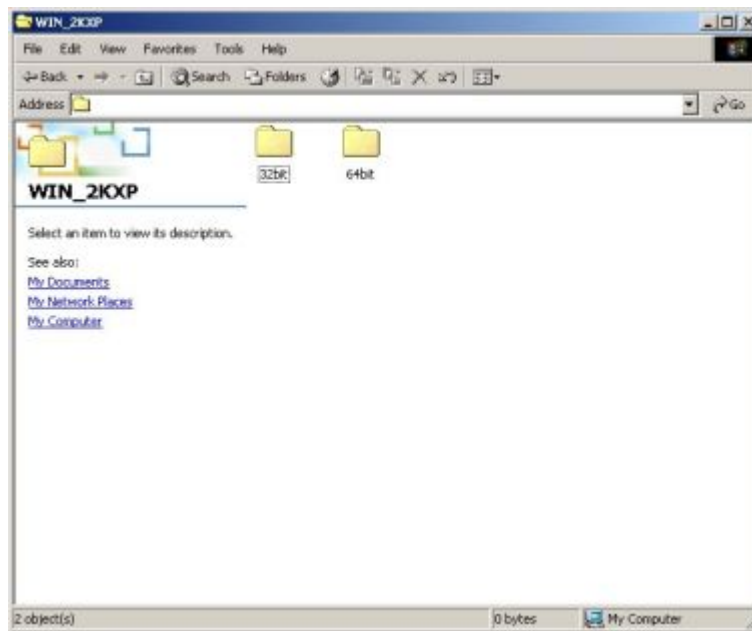 WIN_2KXP
File Edit View Favorites Tools Help
Back Search Folders
Address Go
32bit 64bit
WIN_2KXP
Select an item to view its description.
See also:
My Documents
My Network Places
My Computer
2 object(s) 0 bytes My Computer